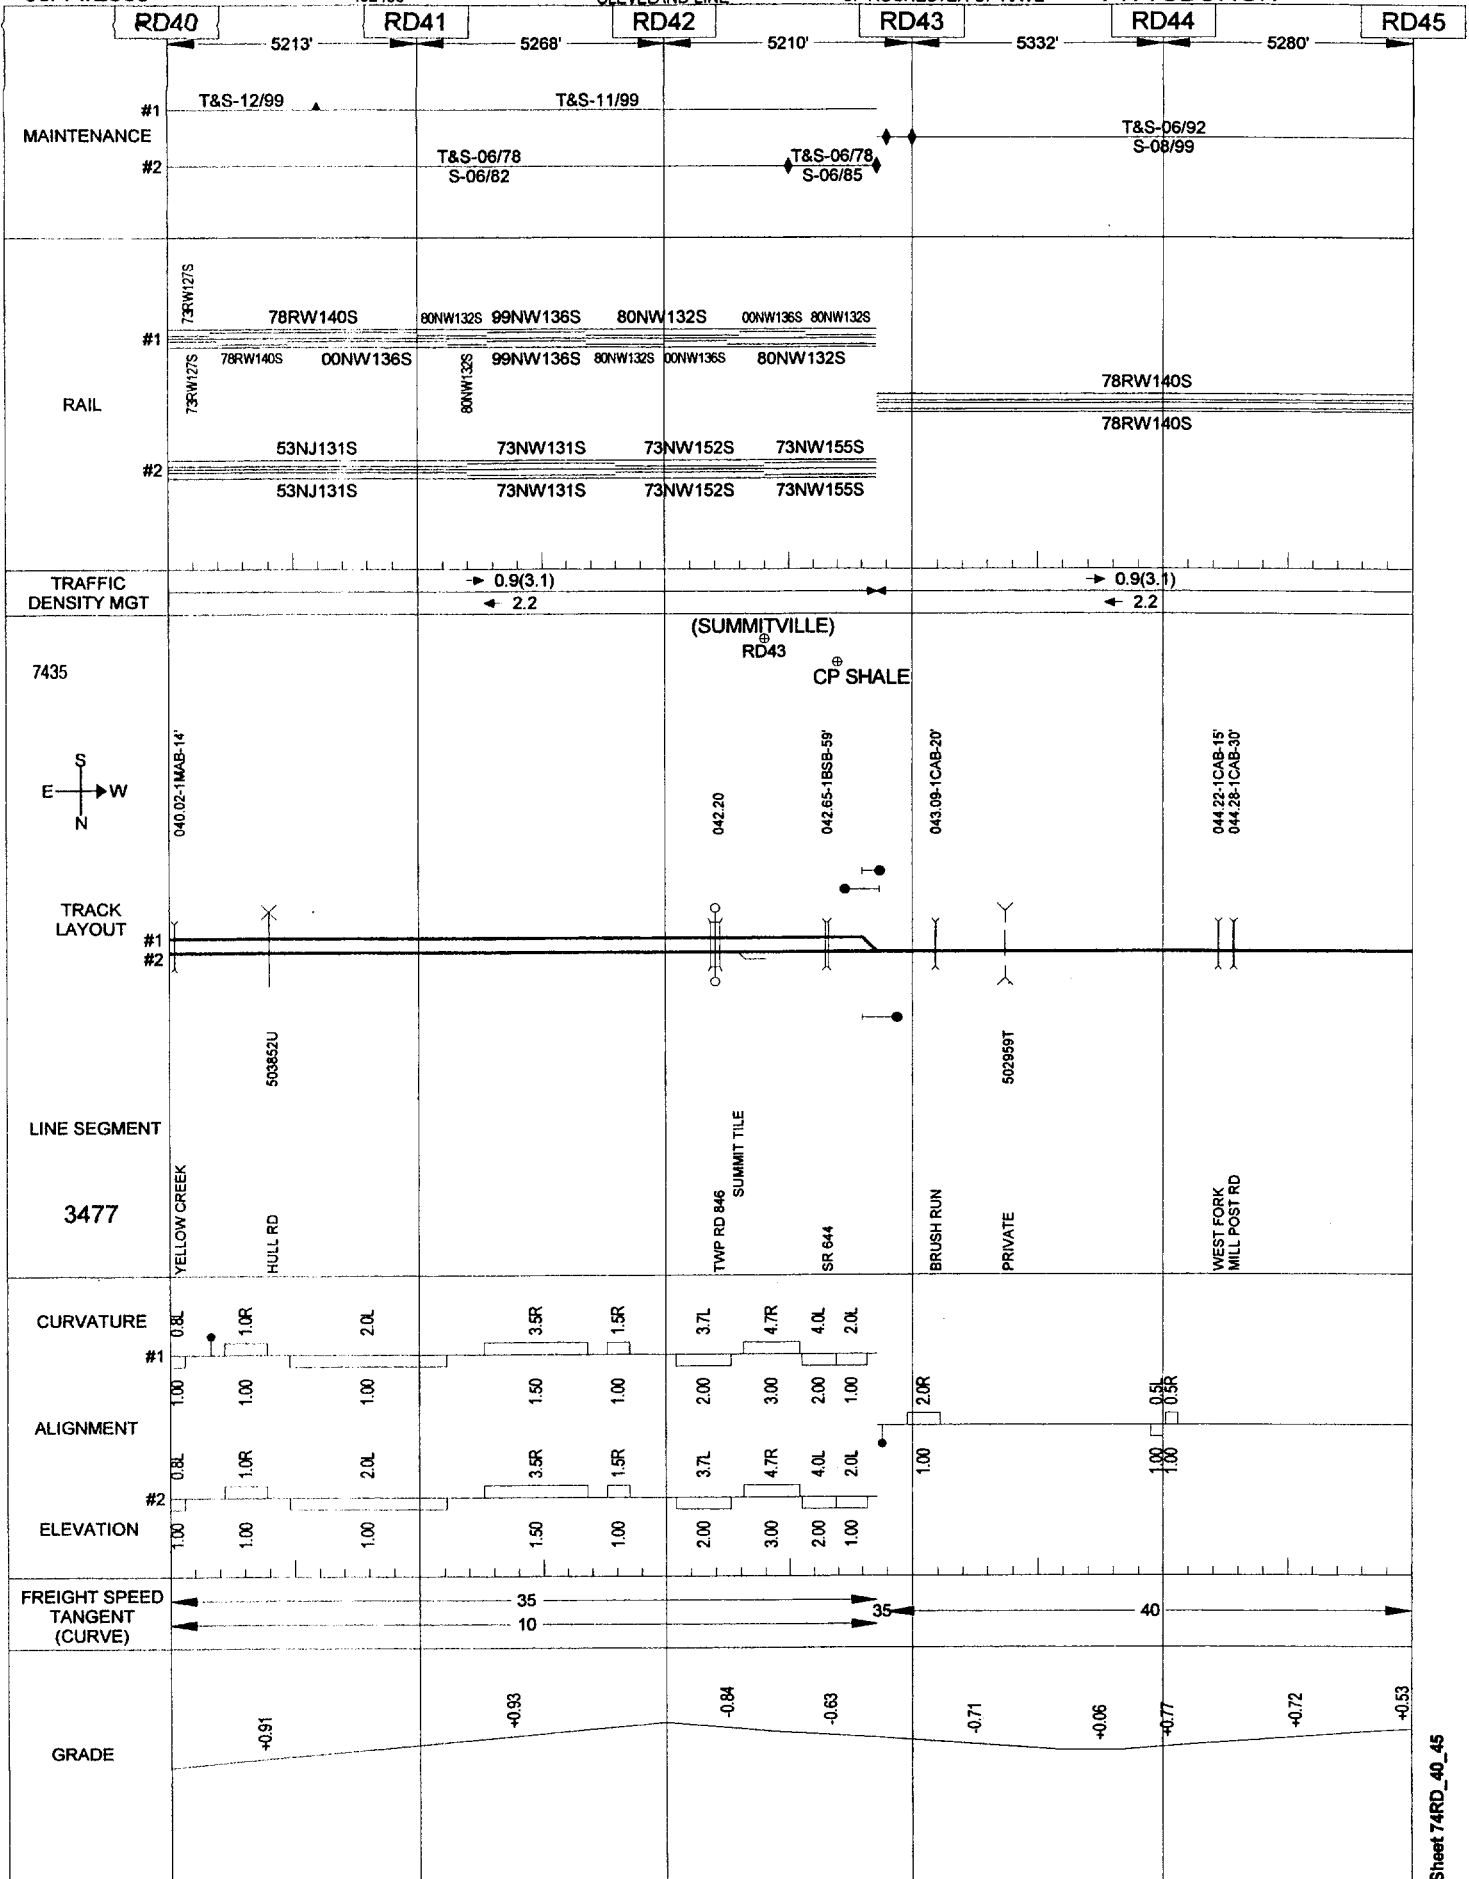 RD40 RD41 RD42 RD43 RD44 RD45
5213' 5268' 5210' 5332' 5280'
MAINTENANCE
#1
T&S-12/99 T&S-11/99
#2
T&S-06/78
S-06/82
T&S-06/78
S-06/85
T&S-06/92
S-08/99
RAIL
73RW127S
78RW140S 80NW132S 99NW136S 80NW132S 00NW136S 80NW132S
#1
73RW127S
78RW140S 00NW136S
80NW132S
99NW136S 80NW132S 00NW136S 80NW132S
78RW140S
78RW140S
53NJ131S 73NW131S 73NW152S 73NW155S
#2
53NJ131S 73NW131S 73NW152S 73NW155S
TRAFFIC
DENSITY MGT
0.9(3.1) 0.9(3.1)
2.2 2.2
(SUMMITVILLE)
RD43
CP SHALE
7435
S
E W
N
040.02-1MAB-14'
042.20
042.65-1BSB-59'
043.09-1CAB-20'
044.22-1CAB-15'
044.28-1CAB-30'
TRACK
LAYOUT
#1
#2
503852U
502959T
LINE SEGMENT
3477
YELLOW CREEK
HULL RD
TWP RD 846
SUMMIT TILE
SR 644
BRUSH RUN
PRIVATE
WEST FORK
MILL POST RD
CURVATURE
0.8L 1.0R 2.0L 3.5R 1.5R 3.7L 4.7R 4.0L 2.0L
#1
1.00 1.00 1.00 1.50 1.00 2.00 3.00 2.00 1.00
2.0R 0.5L 0.5R
ALIGNMENT
1.00 1.00 1.00
0.8L 1.0R 2.0L 3.5R 1.5R 3.7L 4.7R 4.0L 2.0L
#2
ELEVATION
1.00 1.00 1.00 1.50 1.00 2.00 3.00 2.00 1.00
FREIGHT SPEED
TANGENT
(CURVE)
35
10
35 40
GRADE
+0.91 +0.93 -0.84 -0.63 -0.71 +0.06 +0.77 +0.72 +0.53
Sheet 74RD_40_45